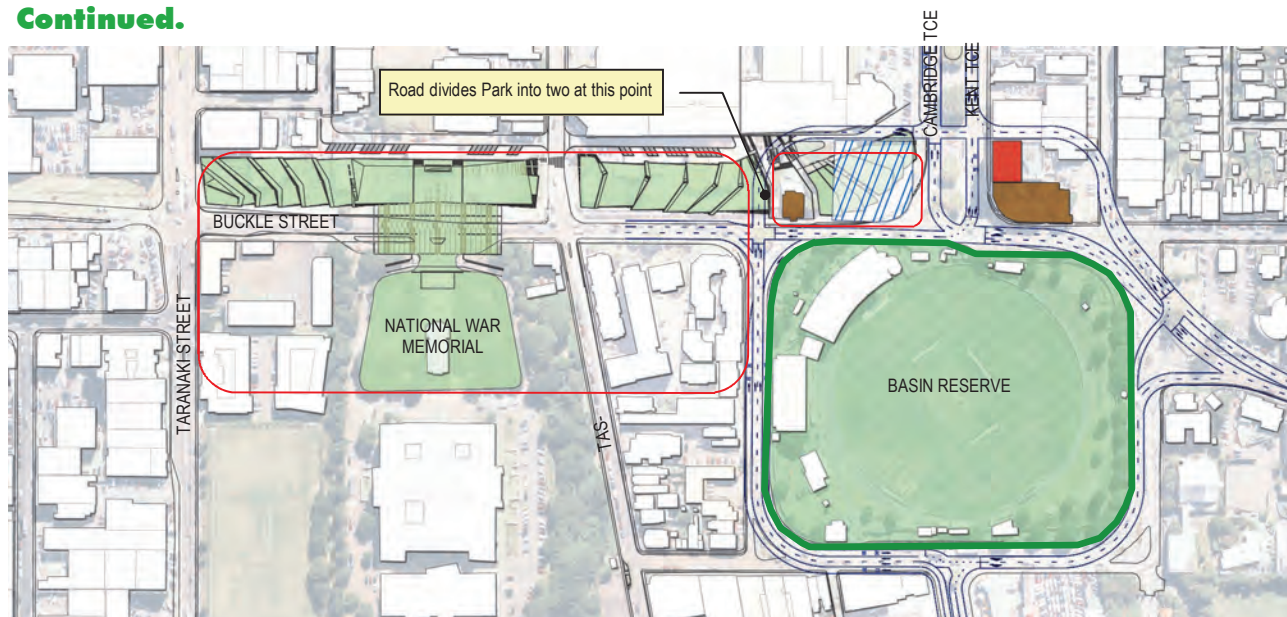 Continued.
CAMBRIDGE TCE
KENT TCE
Road divides Park into two at this point
BUCKLE STREET
TARANAKI STREET
NATIONAL WAR
MEMORIAL
TAS-
BASIN RESERVE